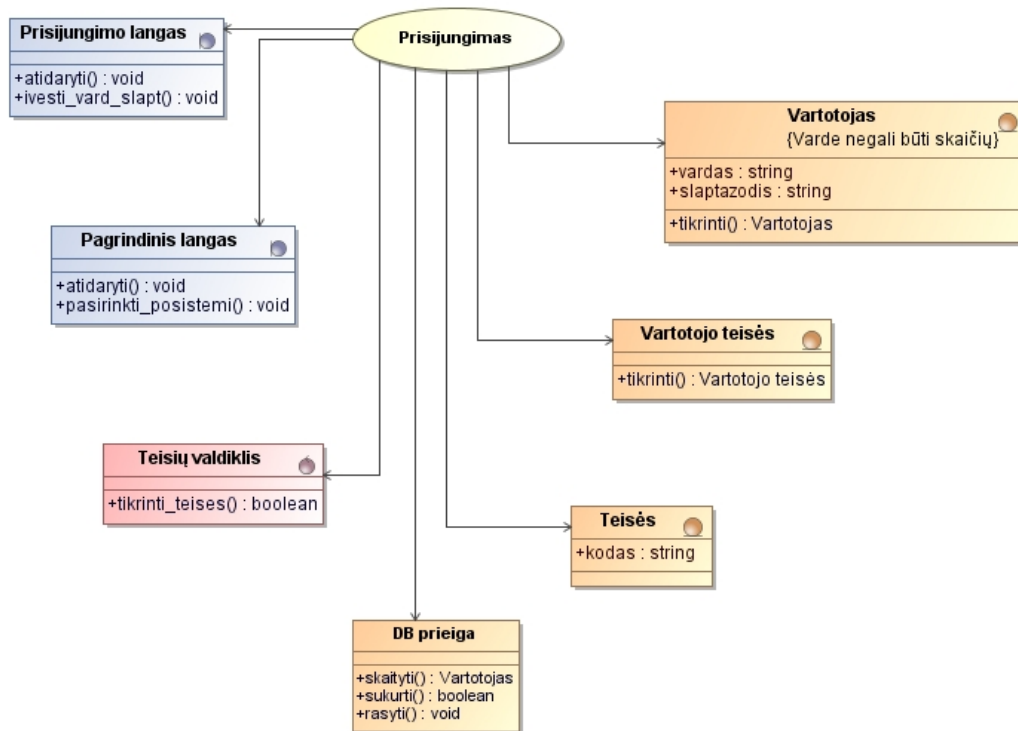 Prisijungimas
Prisijungimo langas
+atidaryti() : void
+ivesti_vard_slapt() : void
Vartotojas
{Varde negali būti skaičių}
+vardas : string
+slaptazodis : string
+tikrinti() : Vartotojas
Pagrindinis langas
+atidaryti() : void
+pasirinkti_posistemi() : void
Vartotojo teisės
+tikrinti() : Vartotojo teisės
Teisių valdiklis
+tikrinti_teises() : boolean
Teisės
+kodas : string
DB prieiga
+skaityti() : Vartotojas
+sukurti() : boolean
+rasyti() : void